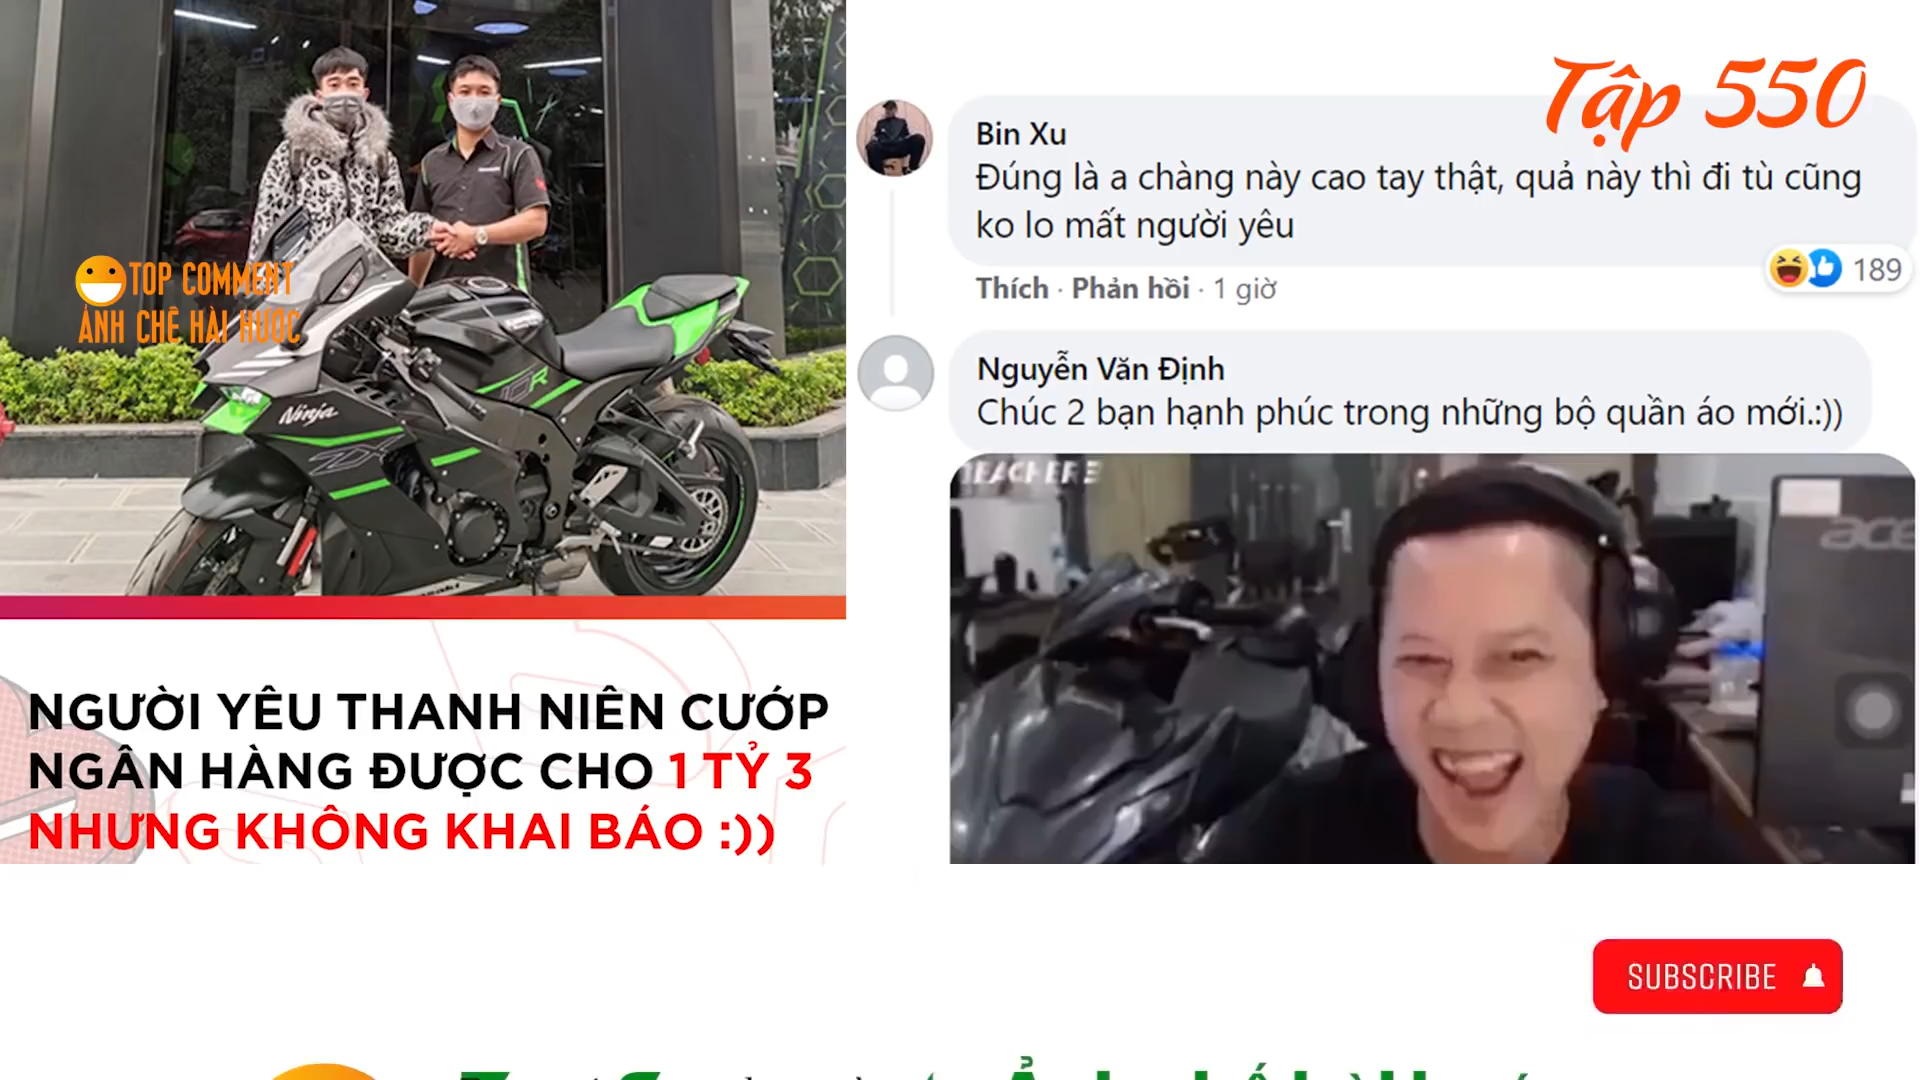 Tập 550
TOP COMMENT
ẢNH CHẾ HÀI HƯỚC
Ninja
ZX
10R
NGƯỜI YÊU THANH NIÊN CƯỚP
NGÂN HÀNG ĐƯỢC CHO 1 TỶ 3
NHƯNG KHÔNG KHAI BÁO :))
Bin Xu
Đúng là a chàng này cao tay thật, quả này thì đi tù cũng
ko lo mất người yêu
Thích · Phản hồi · 1 giờ
189
Nguyễn Văn Định
Chúc 2 bạn hạnh phúc trong những bộ quần áo mới.:))
acer
SUBSCRIBE